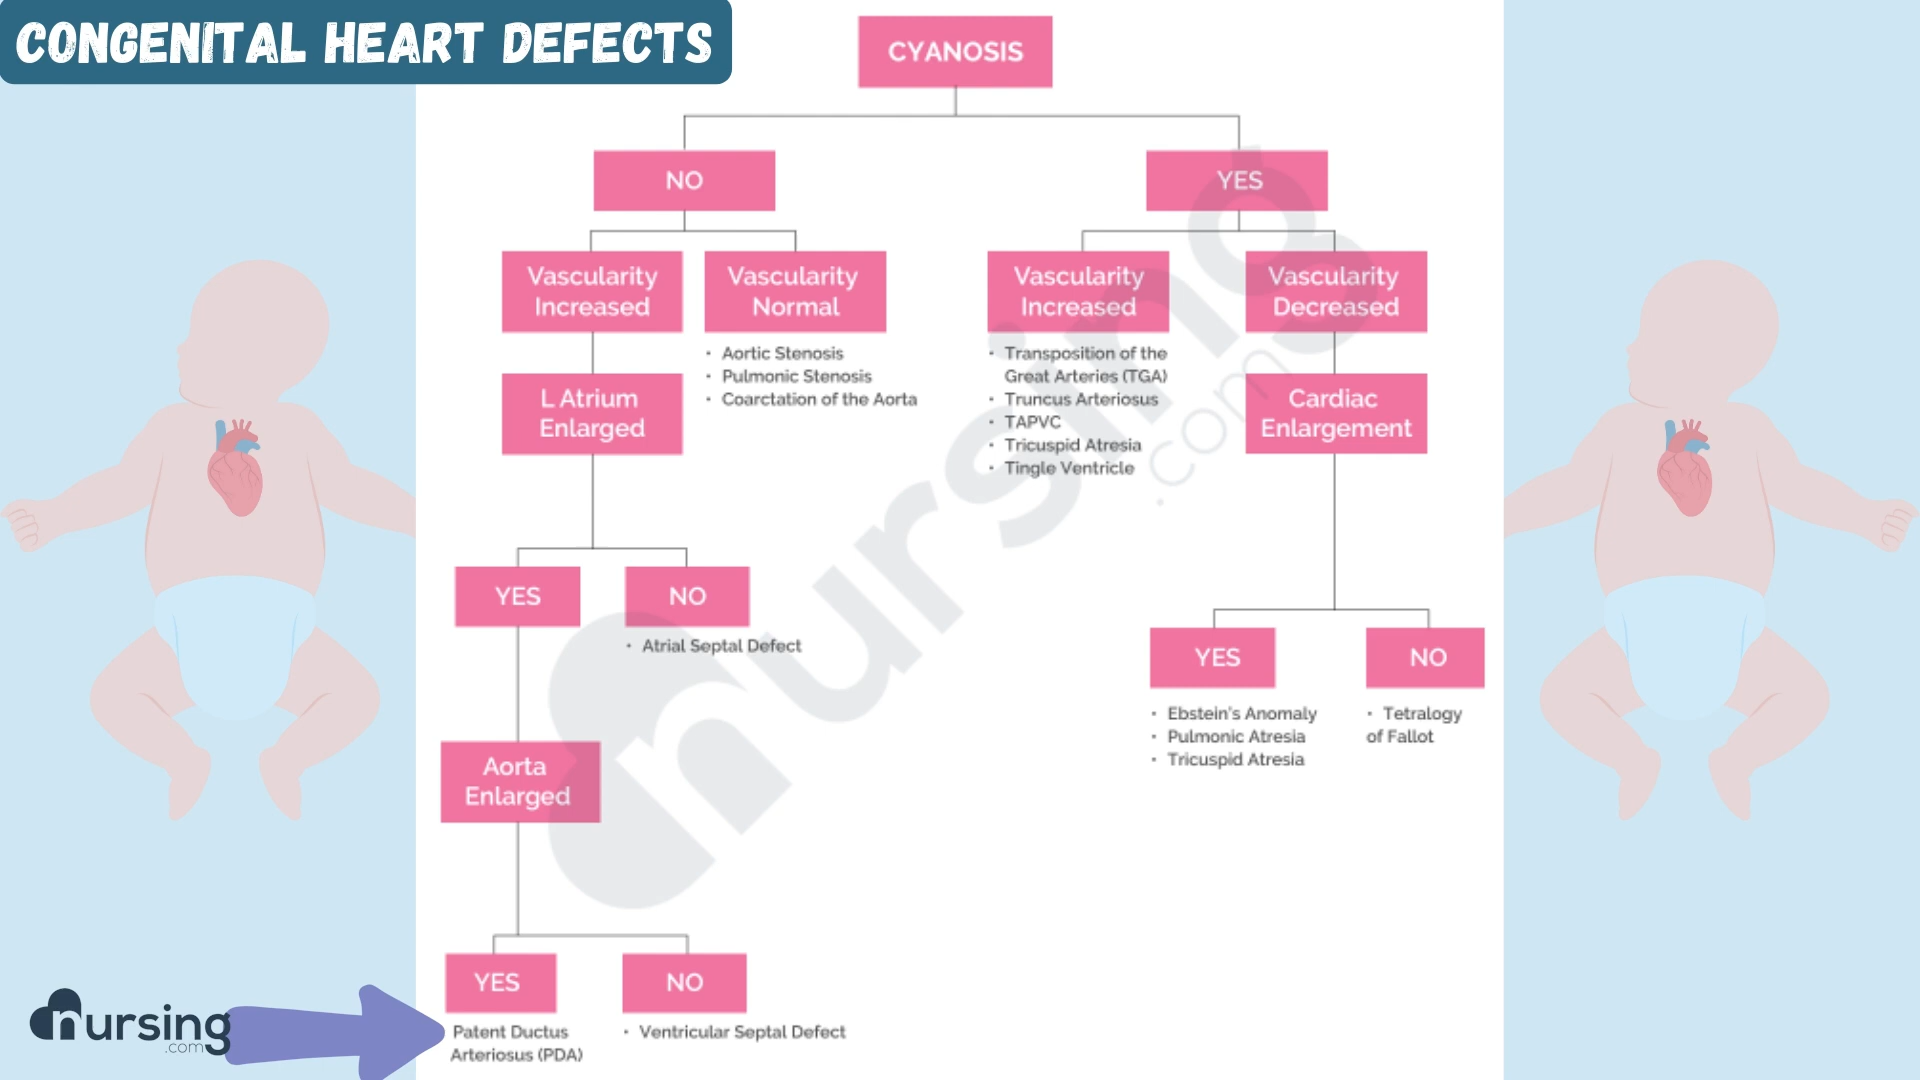 CONGENITAL HEART DEFECTS
CYANOSIS
NO
YES
Vascularity
Increased
Vascularity
Normal
Vascularity
Increased
Vascularity
Decreased
• Aortic Stenosis
• Pulmonic Stenosis
• Coarctation of the Aorta
• Transposition of the
Great Arteries (TGA)
• Truncus Arteriosus
• TAPVC
• Tricuspid Atresia
• Tingle Ventricle
L Atrium
Enlarged
Cardiac
Enlargement
YES
NO
• Atrial Septal Defect
YES
NO
• Ebstein's Anomaly
• Pulmonic Atresia
• Tricuspid Atresia
• Tetralogy
of Fallot
Aorta
Enlarged
YES
NO
Patent Ductus
Arteriosus (PDA)
• Ventricular Septal Defect
nursing
.com
nursing
.com